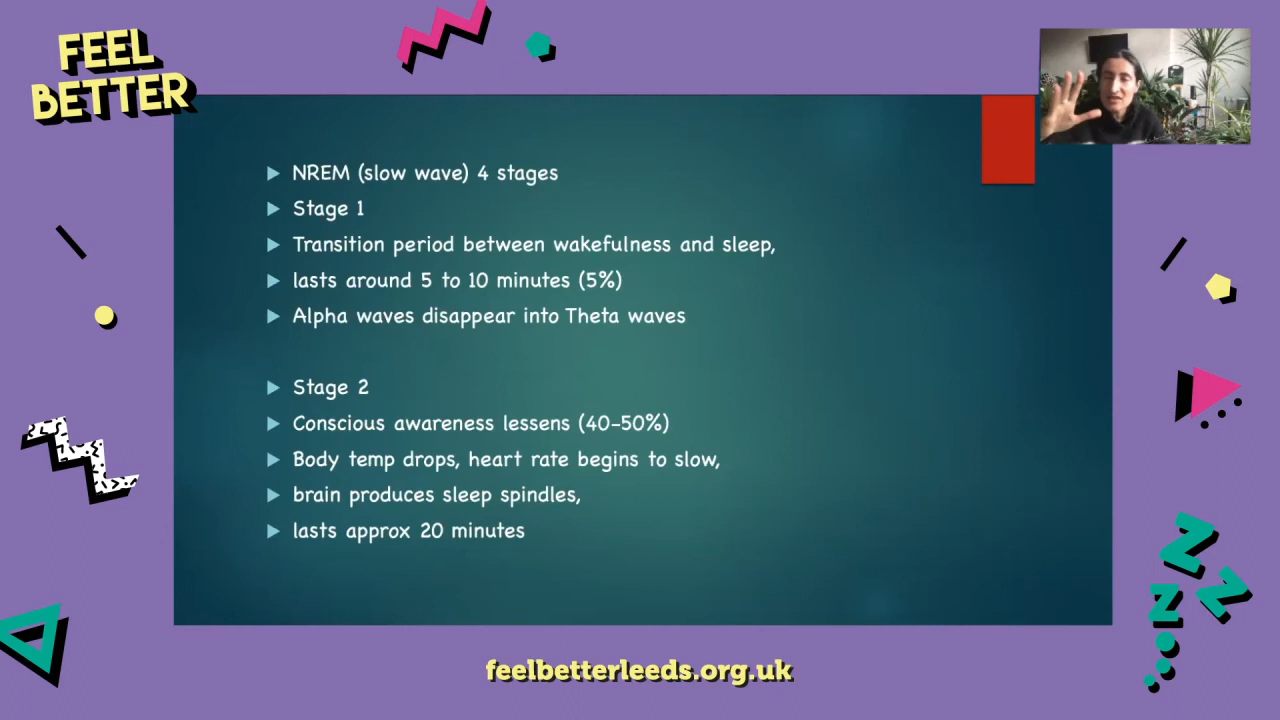 FEEL
BETTER
NREM (slow wave) 4 stages
Stage 1
Transition period between wakefulness and sleep,
lasts around 5 to 10 minutes (5%)
Alpha waves disappear into Theta waves
Stage 2
Conscious awareness lessens (40-50%)
Body temp drops, heart rate begins to slow,
brain produces sleep spindles,
lasts approx 20 minutes
Z
Z
Z
feelbetterleeds.org.uk